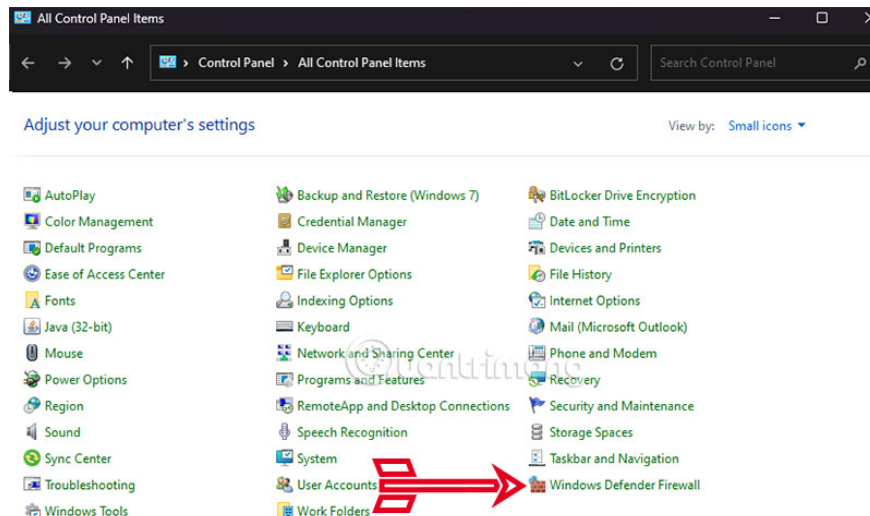 All Control Panel Items
Control Panel > All Control Panel Items
Search Control Panel
Adjust your computer's settings
View by: Small icons
AutoPlay
Backup and Restore (Windows 7)
BitLocker Drive Encryption
Color Management
Credential Manager
Date and Time
Default Programs
Device Manager
Devices and Printers
Ease of Access Center
File Explorer Options
File History
Fonts
Indexing Options
Internet Options
Java (32-bit)
Keyboard
Mail (Microsoft Outlook)
Mouse
Network and Sharing Center
Phone and Modem
Quantrimang
Power Options
Programs and Features
Recovery
Region
RemoteApp and Desktop Connections
Security and Maintenance
Sound
Speech Recognition
Storage Spaces
Sync Center
System
Taskbar and Navigation
Troubleshooting
User Accounts
Windows Defender Firewall
Windows Tools
Work Folders